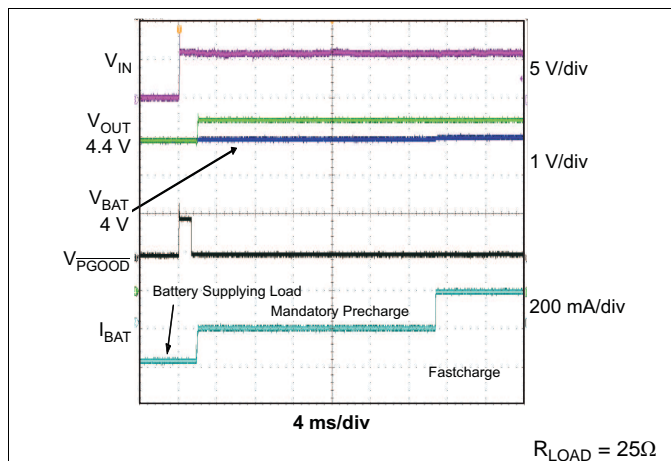 V_IN
5 V/div
V_OUT
4.4 V
1 V/div
V_BAT
4 V
V_P̅G̅O̅O̅D̅
Battery Supplying Load
Mandatory Precharge
200 mA/div
I_BAT
Fastcharge
4 ms/div
R_LOAD = 25Ω